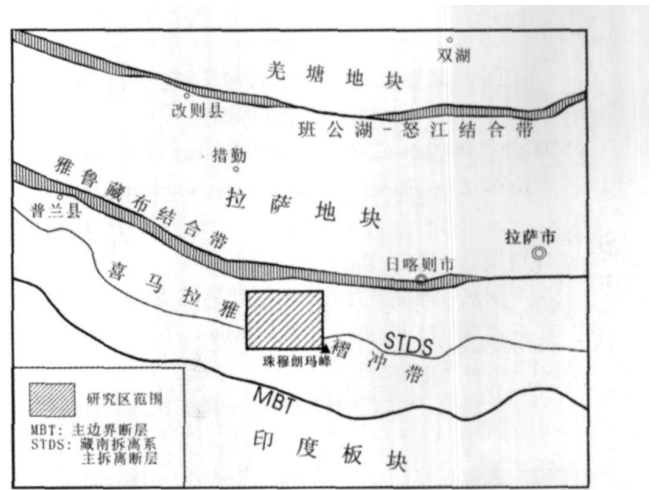 双湖
羌塘地块
改则县
班公湖-怒江结合带
措勤
雅鲁藏布结合带
普兰县
拉萨地块
拉萨市
日喀则市
喜马拉雅
珠穆朗玛峰
褶冲带
STDS
MBT
印度板块
研究区范围
MBT: 主边界断层
STDS: 藏南拆离系
主拆离断层